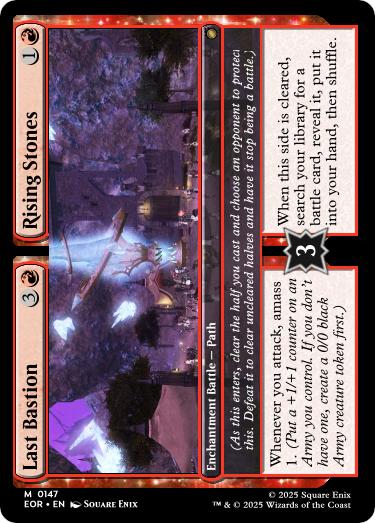 Last Bastion
3
Rising Stones
1
Enchantment Battle — Path
(As this enters, clear the half you cast and choose an opponent to protect
this. Defeat it to clear uncleared halves and have it stop being a battle.)
Whenever you attack, amass
1. (Put a +1/+1 counter on an
Army you control. If you don't
have one, create a 0/0 black
Army creature token first.)
3
When this side is cleared,
search your library for a
battle card, reveal it, put it
into your hand, then shuffle.
M 0147
EOR • EN SQUARE ENIX
© 2025 Square Enix
™ & © 2025 Wizards of the Coast